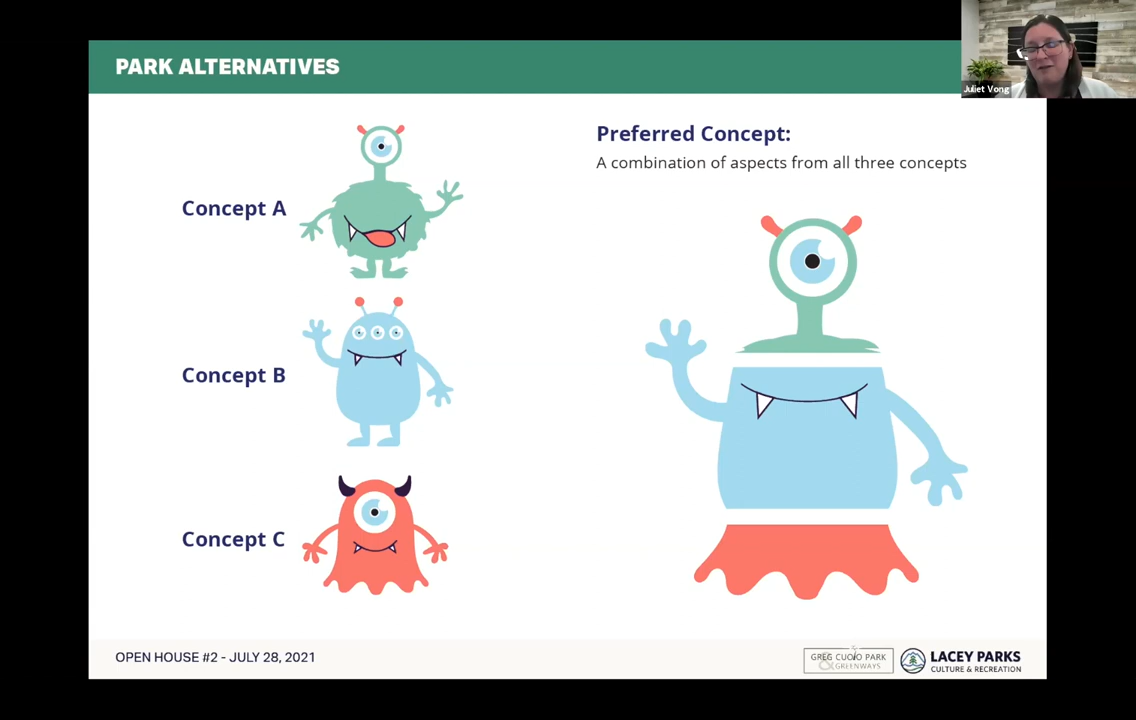 PARK ALTERNATIVES
Juliet Vong
Concept A
Concept B
Concept C
Preferred Concept:
A combination of aspects from all three concepts
OPEN HOUSE #2 - JULY 28, 2021
GREG CUOIO PARK
& GREENWAYS
LACEY PARKS
CULTURE & RECREATION